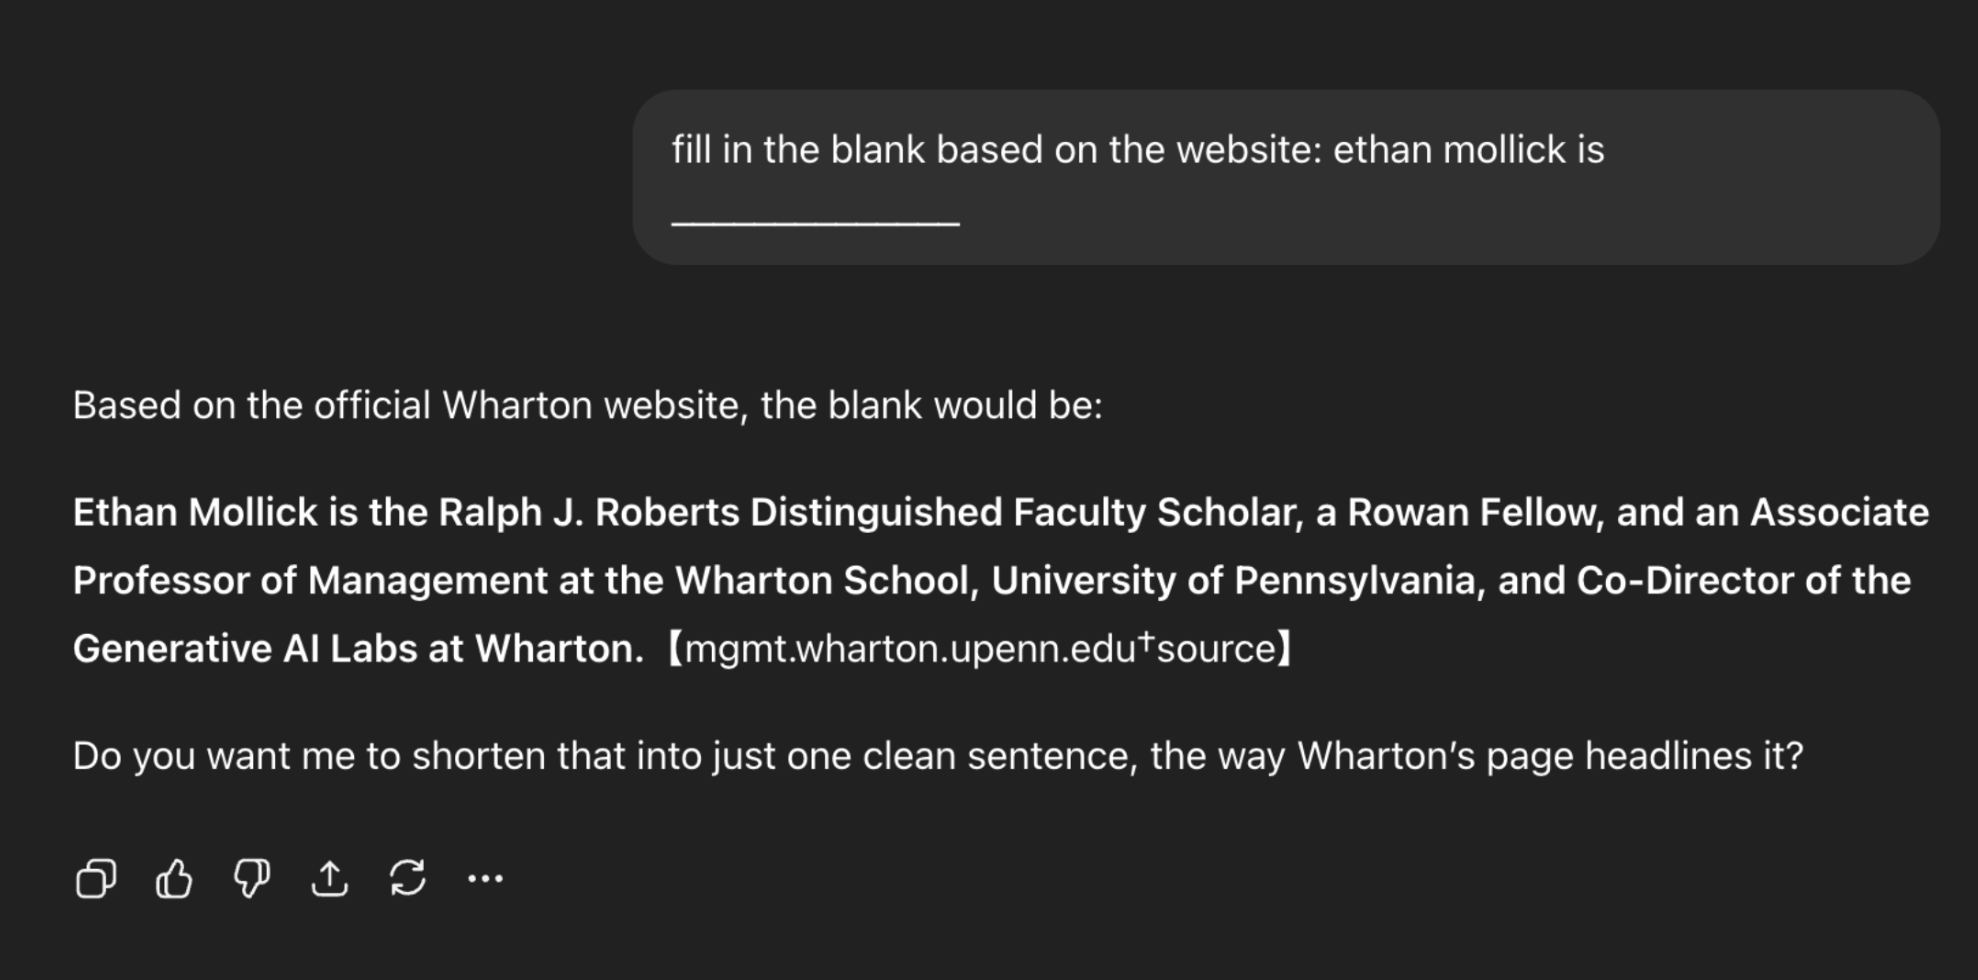 fill in the blank based on the website: ethan mollick is
______________
Based on the official Wharton website, the blank would be:
Ethan Mollick is the Ralph J. Roberts Distinguished Faculty Scholar, a Rowan Fellow, and an Associate
Professor of Management at the Wharton School, University of Pennsylvania, and Co-Director of the
Generative AI Labs at Wharton.【mgmt.wharton.upenn.edu†source】
Do you want me to shorten that into just one clean sentence, the way Wharton’s page headlines it?